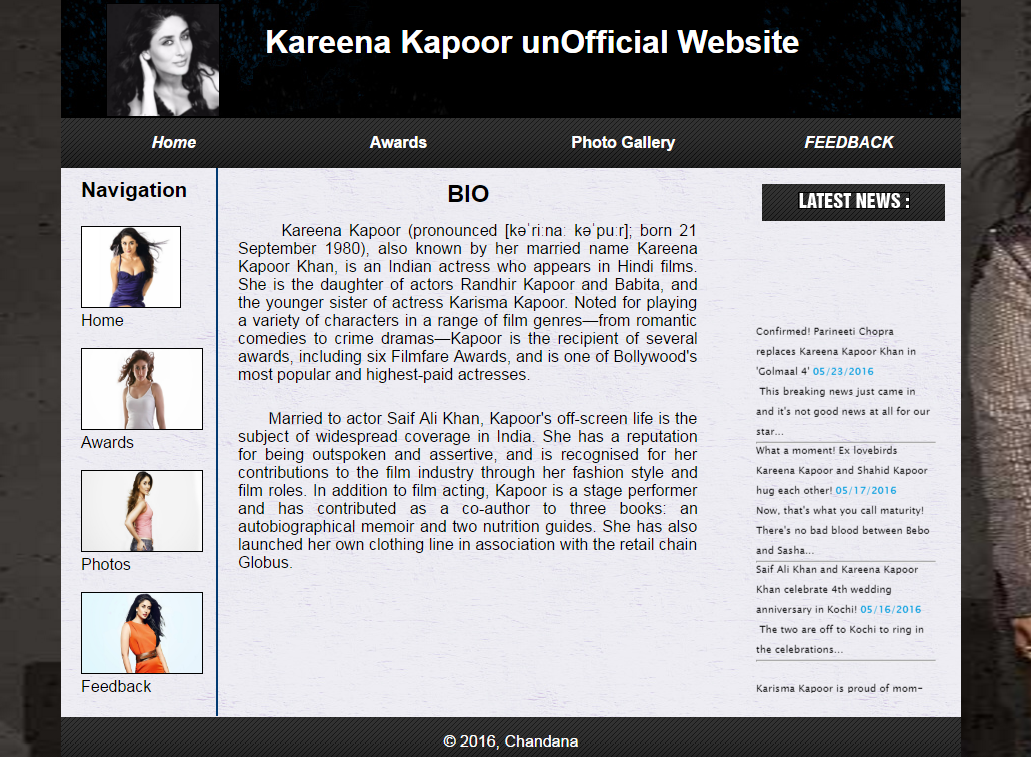 Kareena Kapoor unOfficial Website
Home Awards Photo Gallery FEEDBACK
Navigation
Home
Awards
Photos
Feedback
BIO
Kareena Kapoor (pronounced [kəˈriːnaː kəˈpuːr]; born 21
September 1980), also known by her married name Kareena
Kapoor Khan, is an Indian actress who appears in Hindi films.
She is the daughter of actors Randhir Kapoor and Babita, and
the younger sister of actress Karisma Kapoor. Noted for playing
a variety of characters in a range of film genres—from romantic
comedies to crime dramas—Kapoor is the recipient of several
awards, including six Filmfare Awards, and is one of Bollywood's
most popular and highest-paid actresses.
Married to actor Saif Ali Khan, Kapoor's off-screen life is the
subject of widespread coverage in India. She has a reputation
for being outspoken and assertive, and is recognised for her
contributions to the film industry through her fashion style and
film roles. In addition to film acting, Kapoor is a stage performer
and has contributed as a co-author to three books: an
autobiographical memoir and two nutrition guides. She has also
launched her own clothing line in association with the retail chain
Globus.
LATEST NEWS :
Confirmed! Parineeti Chopra
replaces Kareena Kapoor Khan in
'Golmaal 4' 05/23/2016
This breaking news just came in
and it's not good news at all for our
star...
What a moment! Ex lovebirds
Kareena Kapoor and Shahid Kapoor
hug each other! 05/17/2016
Now, that's what you call maturity!
There's no bad blood between Bebo
and Sasha...
Saif Ali Khan and Kareena Kapoor
Khan celebrate 4th wedding
anniversary in Kochi! 05/16/2016
The two are off to Kochi to ring in
the celebrations...
Karisma Kapoor is proud of mom-
© 2016, Chandana